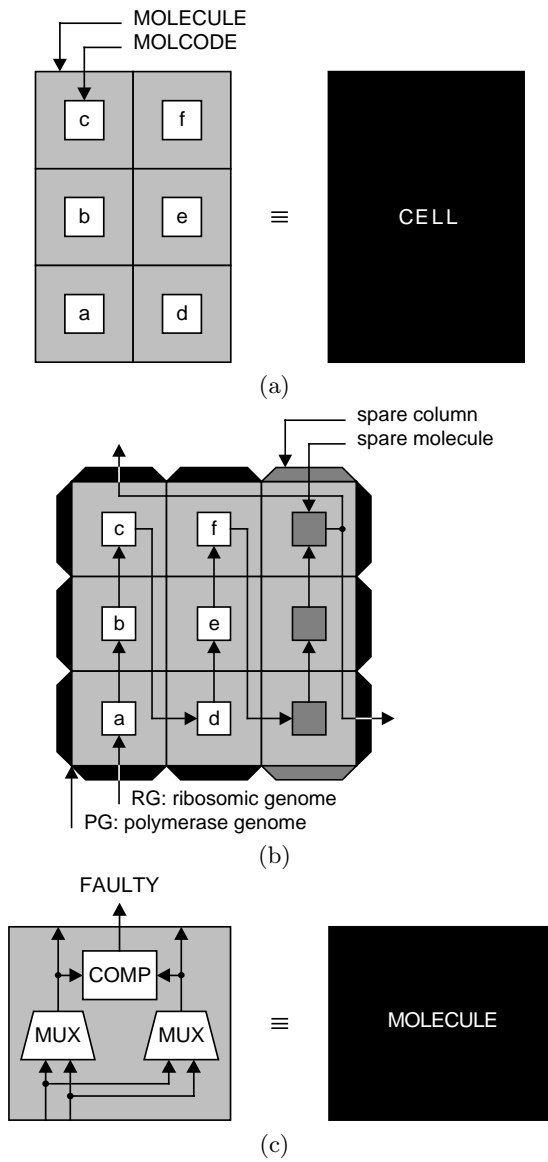 MOLECULE
MOLCODE
c f
b e
a d
≡
CELL
(a)
spare column
spare molecule
c f
b e
a d
RG: ribosomic genome
PG: polymerase genome
(b)
FAULTY
COMP
MUX MUX
≡
MOLECULE
(c)